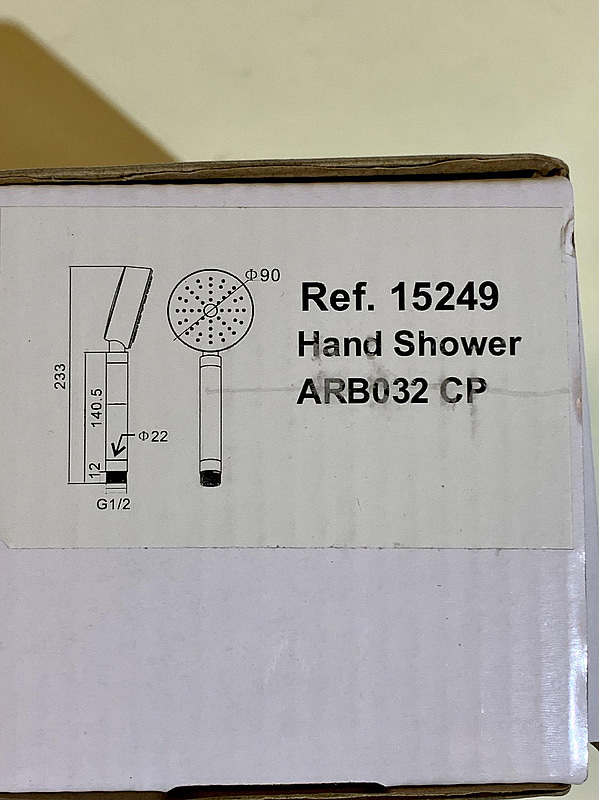 Φ90
Ref. 15249
Hand Shower
ARB032 CP
233
140.5
Φ22
12
G1/2